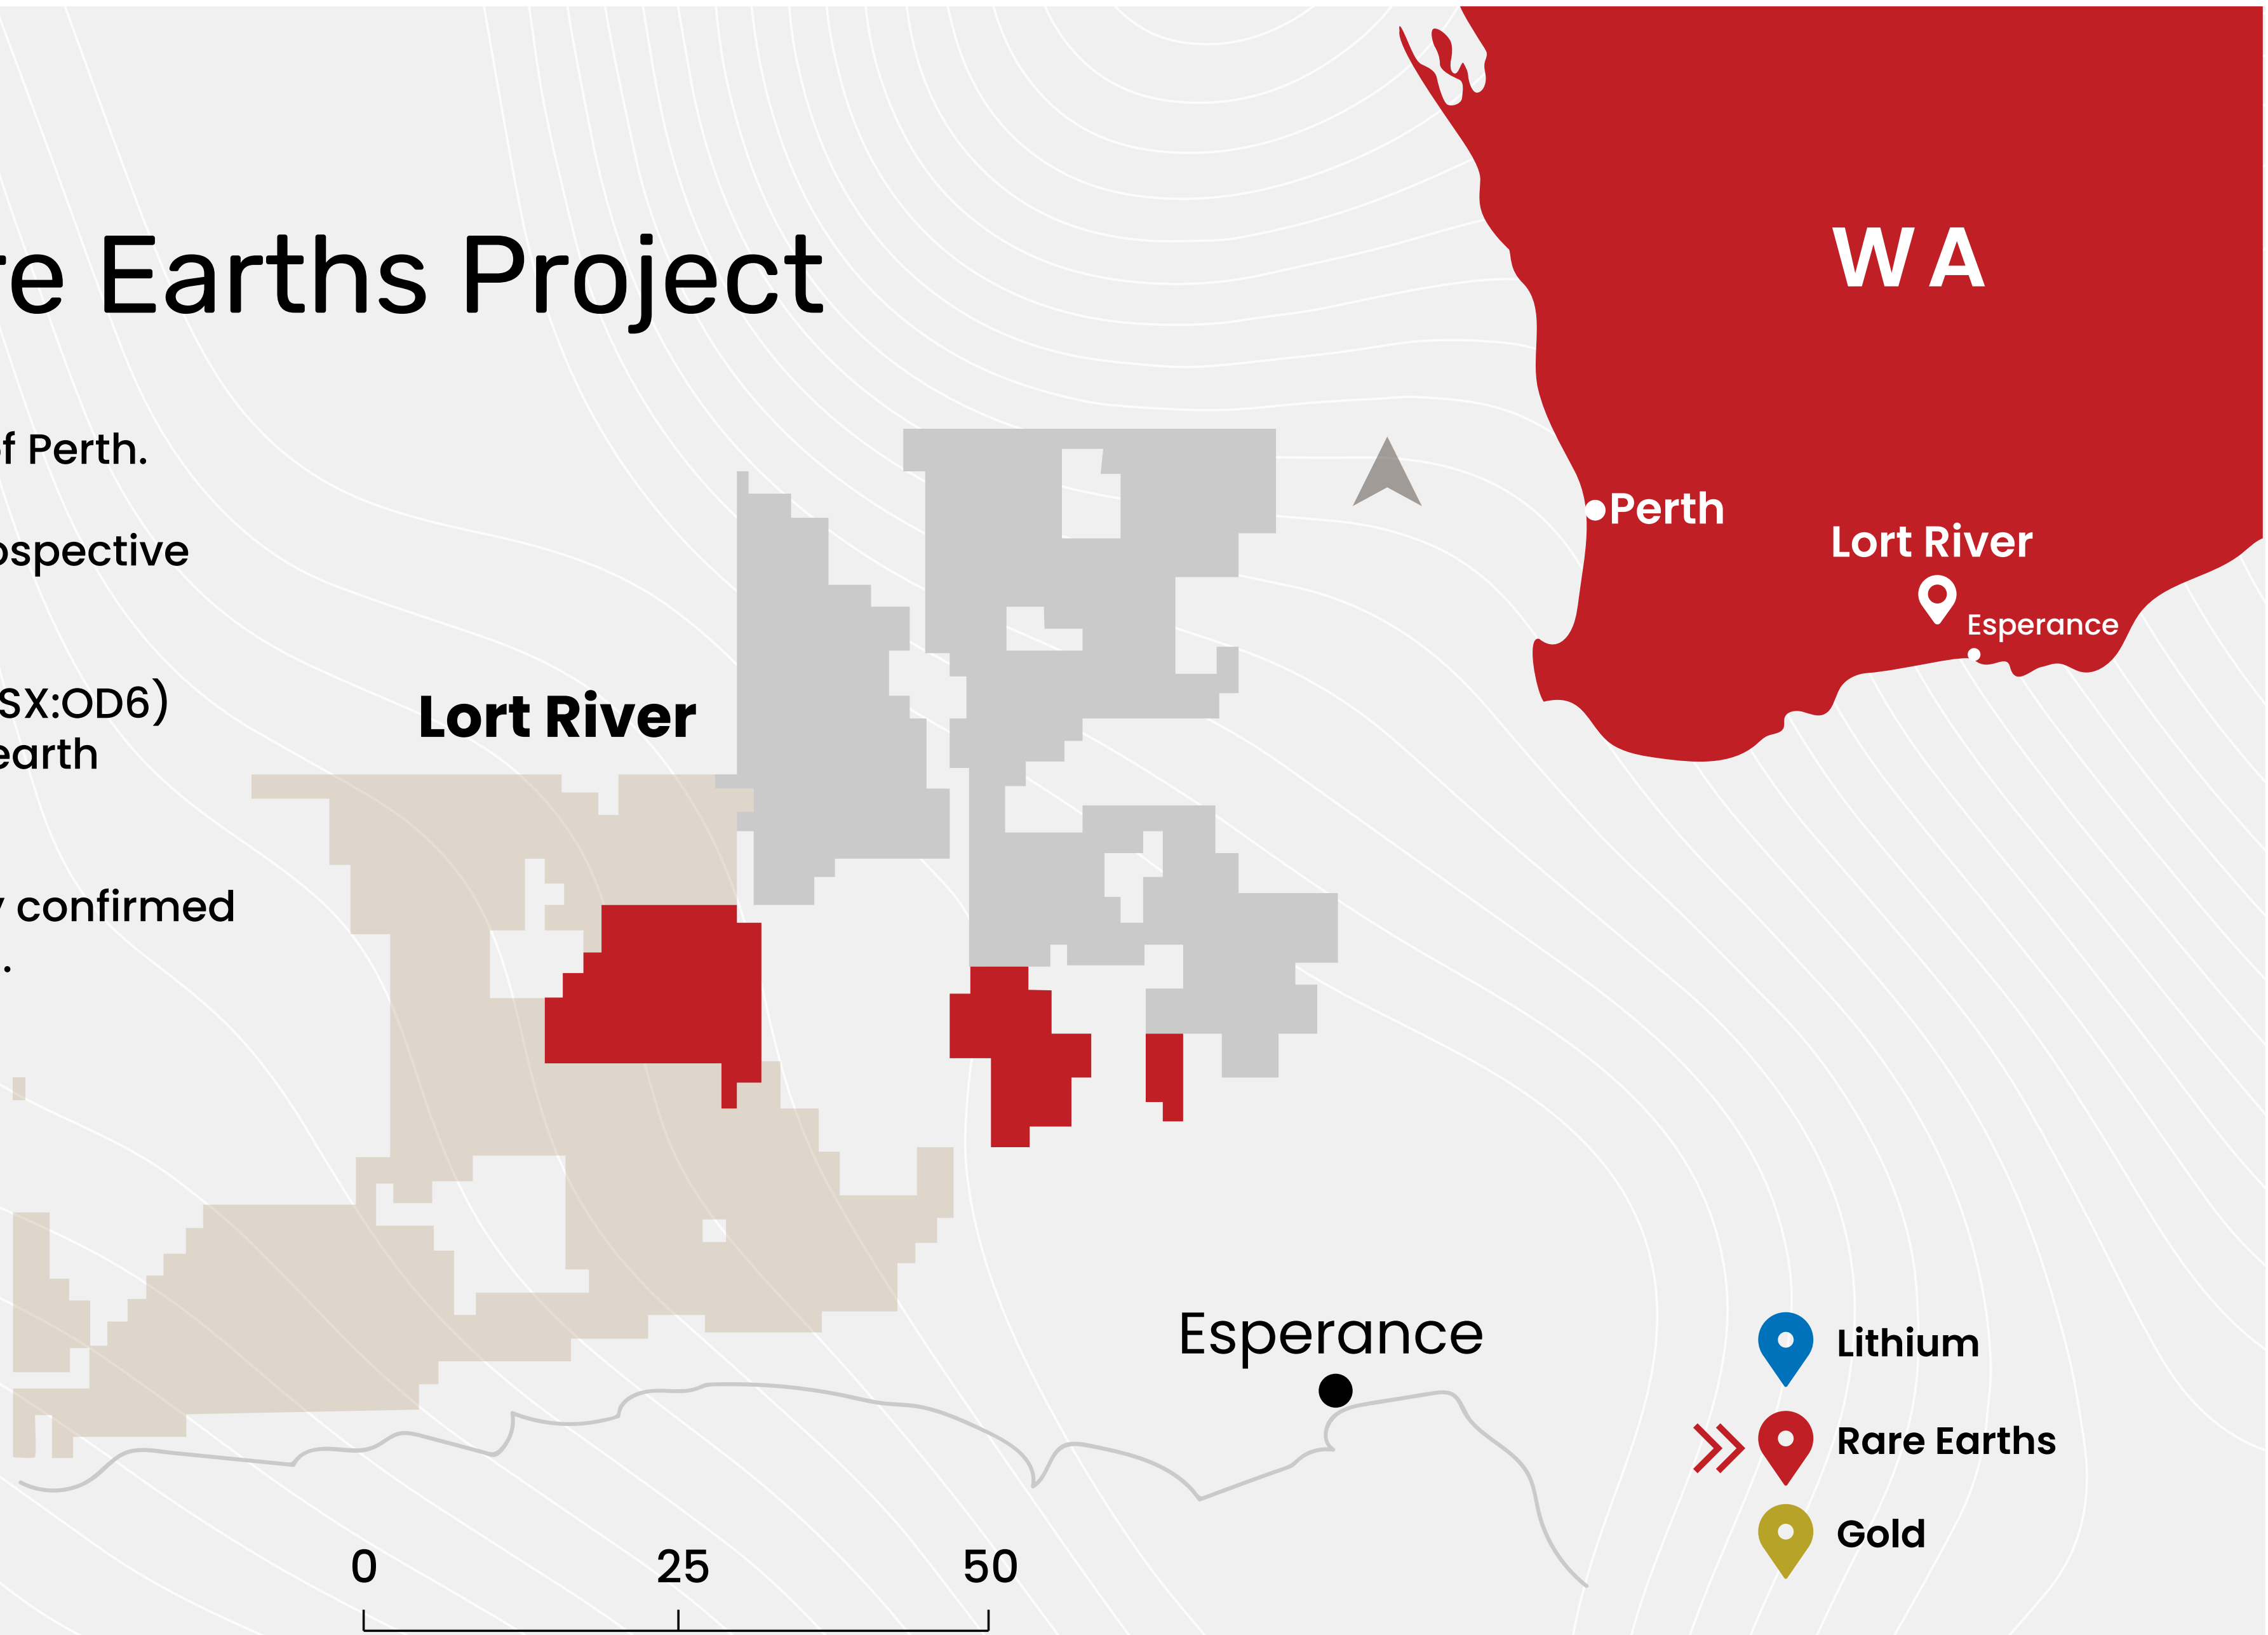 re Earths Project
WA
of Perth.
Perth
ospective
Lort River
Esperance
SX:OD6)
earth
Lort River
y confirmed
.
Esperance
Lithium
Rare Earths
Gold
0 25 50